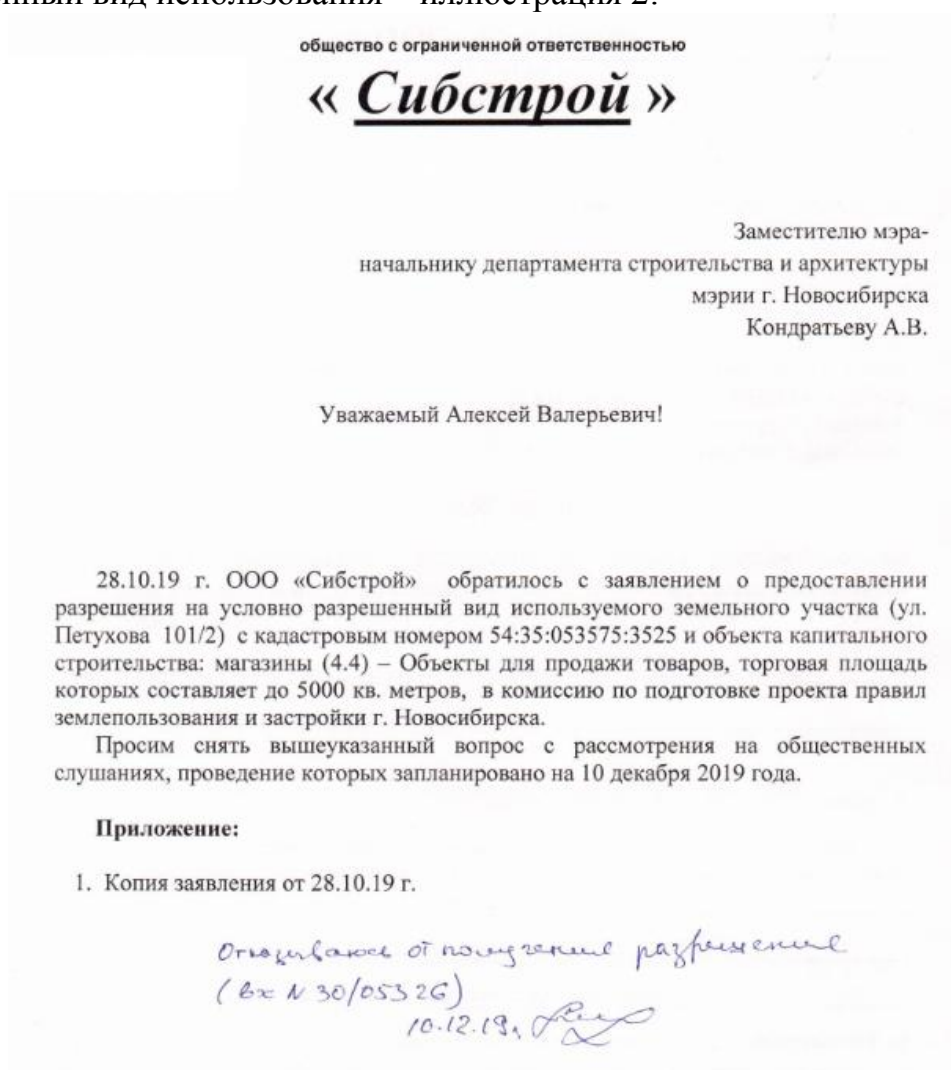 ный вид использования – иллюстрация 2:
общество с ограниченной ответственностью
« Сибстрой »
Заместителю мэра-
начальнику департамента строительства и архитектуры
мэрии г. Новосибирска
Кондратьеву А.В.
Уважаемый Алексей Валерьевич!
28.10.19 г. ООО «Сибстрой» обратилось с заявлением о предоставлении
разрешения на условно разрешенный вид используемого земельного участка (ул.
Петухова 101/2) с кадастровым номером 54:35:053575:3525 и объекта капитального
строительства: магазины (4.4) – Объекты для продажи товаров, торговая площадь
которых составляет до 5000 кв. метров, в комиссию по подготовке проекта правил
землепользования и застройки г. Новосибирска.
Просим снять вышеуказанный вопрос с рассмотрения на общественных
слушаниях, проведение которых запланировано на 10 декабря 2019 года.
Приложение:
1. Копия заявления от 28.10.19 г.
Отказываюсь от получения разрешения
(вх N 30/05326)
10.12.19г.